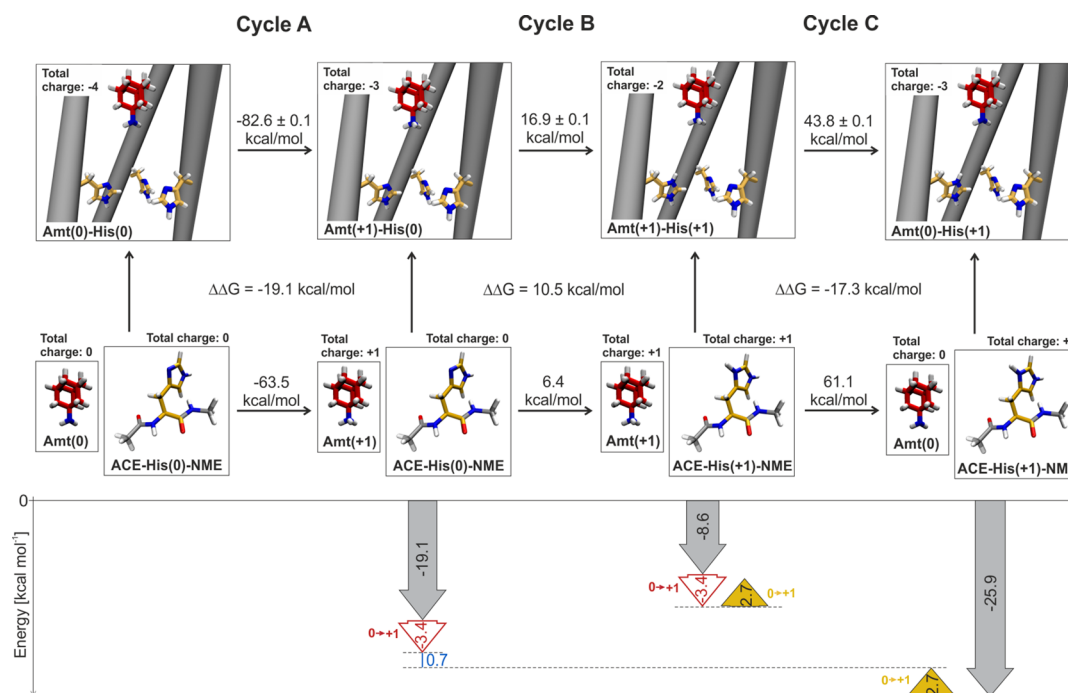 Cycle A
Cycle B
Cycle C
Total
charge: -4
Amt(0)-His(0)
-82.6 ± 0.1
kcal/mol
Total
charge: -3
Amt(+1)-His(0)
16.9 ± 0.1
kcal/mol
Total
charge: -2
Amt(+1)-His(+1)
43.8 ± 0.1
kcal/mol
Total
charge: -3
Amt(0)-His(+1)
ΔΔG = -19.1 kcal/mol
ΔΔG = 10.5 kcal/mol
ΔΔG = -17.3 kcal/mol
Total
charge: 0
Amt(0)
Total charge: 0
ACE-His(0)-NME
-63.5
kcal/mol
Total
charge: +1
Amt(+1)
Total charge: 0
ACE-His(0)-NME
6.4
kcal/mol
Total
charge: +1
Amt(+1)
Total charge: +1
ACE-His(+1)-NME
61.1
kcal/mol
Total
charge: 0
Amt(0)
Total charge: +
ACE-His(+1)-NM
0
Energy [kcal mol⁻¹]
-19.1
0→+1
-3.4
0.7
-8.6
0→+1
-3.4
2.7
0→+1
-25.9
0→+1
2.7